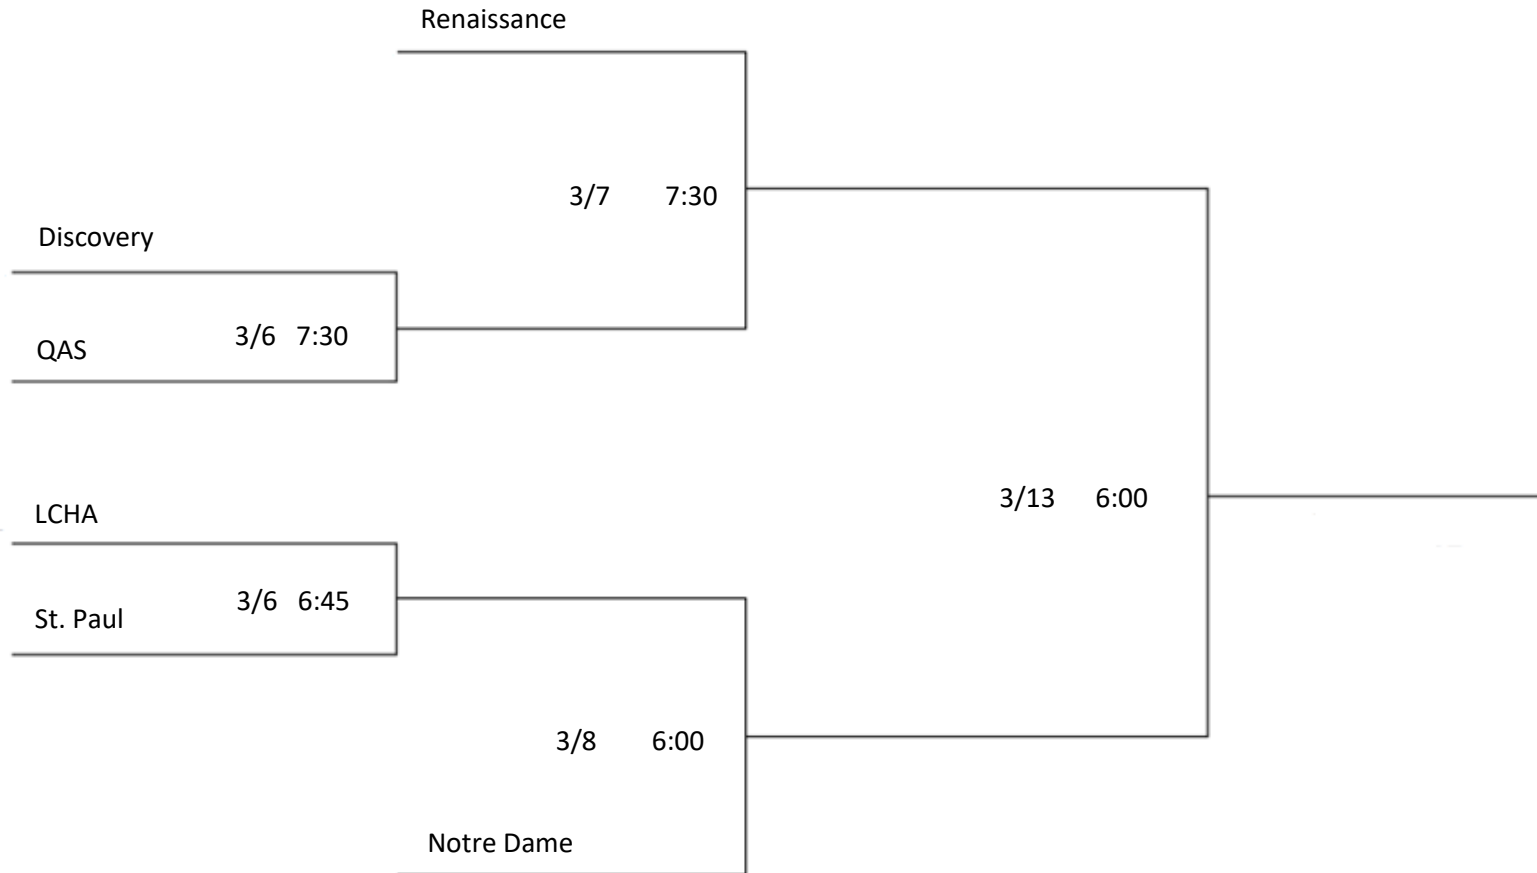 Renaissance
3/7 7:30
Discovery
3/6 7:30
QAS
LCHA
3/13 6:00
3/6 6:45
St. Paul
3/8 6:00
Notre Dame